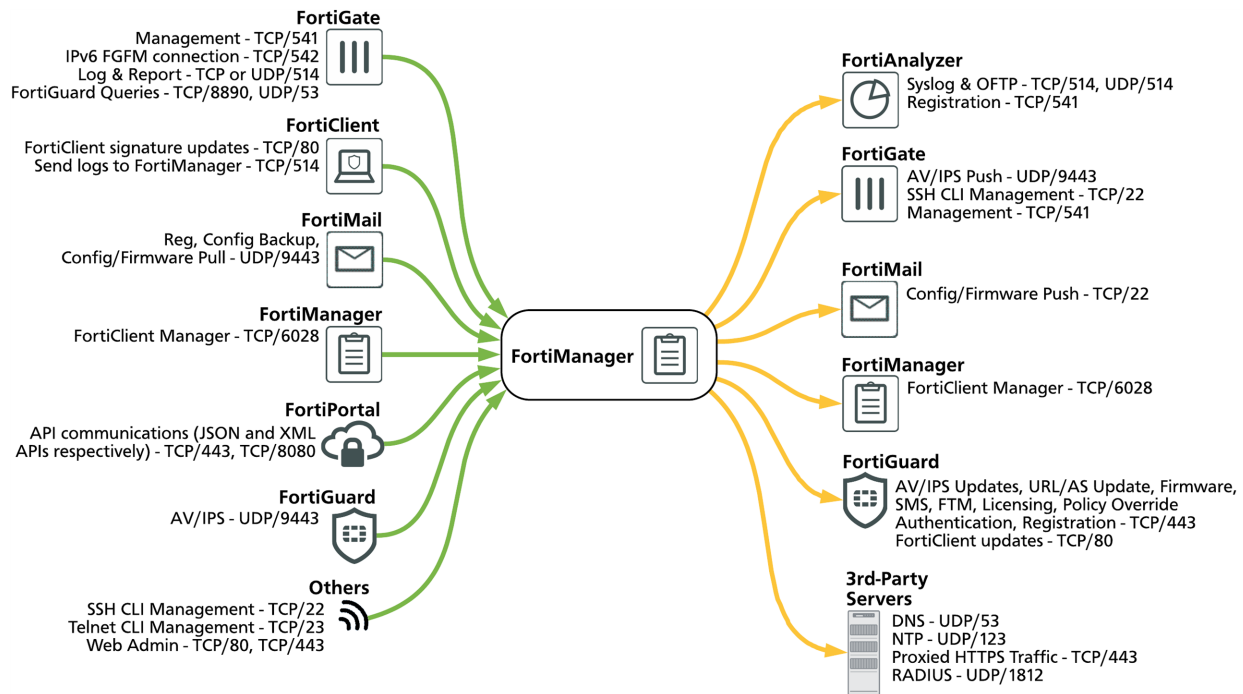 FortiGate
Management - TCP/541
IPv6 FGFM connection - TCP/542
Log & Report - TCP or UDP/514
FortiGuard Queries - TCP/8890, UDP/53
FortiClient
FortiClient signature updates - TCP/80
Send logs to FortiManager - TCP/514
FortiMail
Reg, Config Backup,
Config/Firmware Pull - UDP/9443
FortiManager
FortiClient Manager - TCP/6028
FortiPortal
API communications (JSON and XML
APIs respectively) - TCP/443, TCP/8080
FortiGuard
AV/IPS - UDP/9443
Others
SSH CLI Management - TCP/22
Telnet CLI Management - TCP/23
Web Admin - TCP/80, TCP/443
FortiManager
FortiAnalyzer
Syslog & OFTP - TCP/514, UDP/514
Registration - TCP/541
FortiGate
AV/IPS Push - UDP/9443
SSH CLI Management - TCP/22
Management - TCP/541
FortiMail
Config/Firmware Push - TCP/22
FortiManager
FortiClient Manager - TCP/6028
FortiGuard
AV/IPS Updates, URL/AS Update, Firmware,
SMS, FTM, Licensing, Policy Override
Authentication, Registration - TCP/443
FortiClient updates - TCP/80
3rd-Party
Servers
DNS - UDP/53
NTP - UDP/123
Proxied HTTPS Traffic - TCP/443
RADIUS - UDP/1812